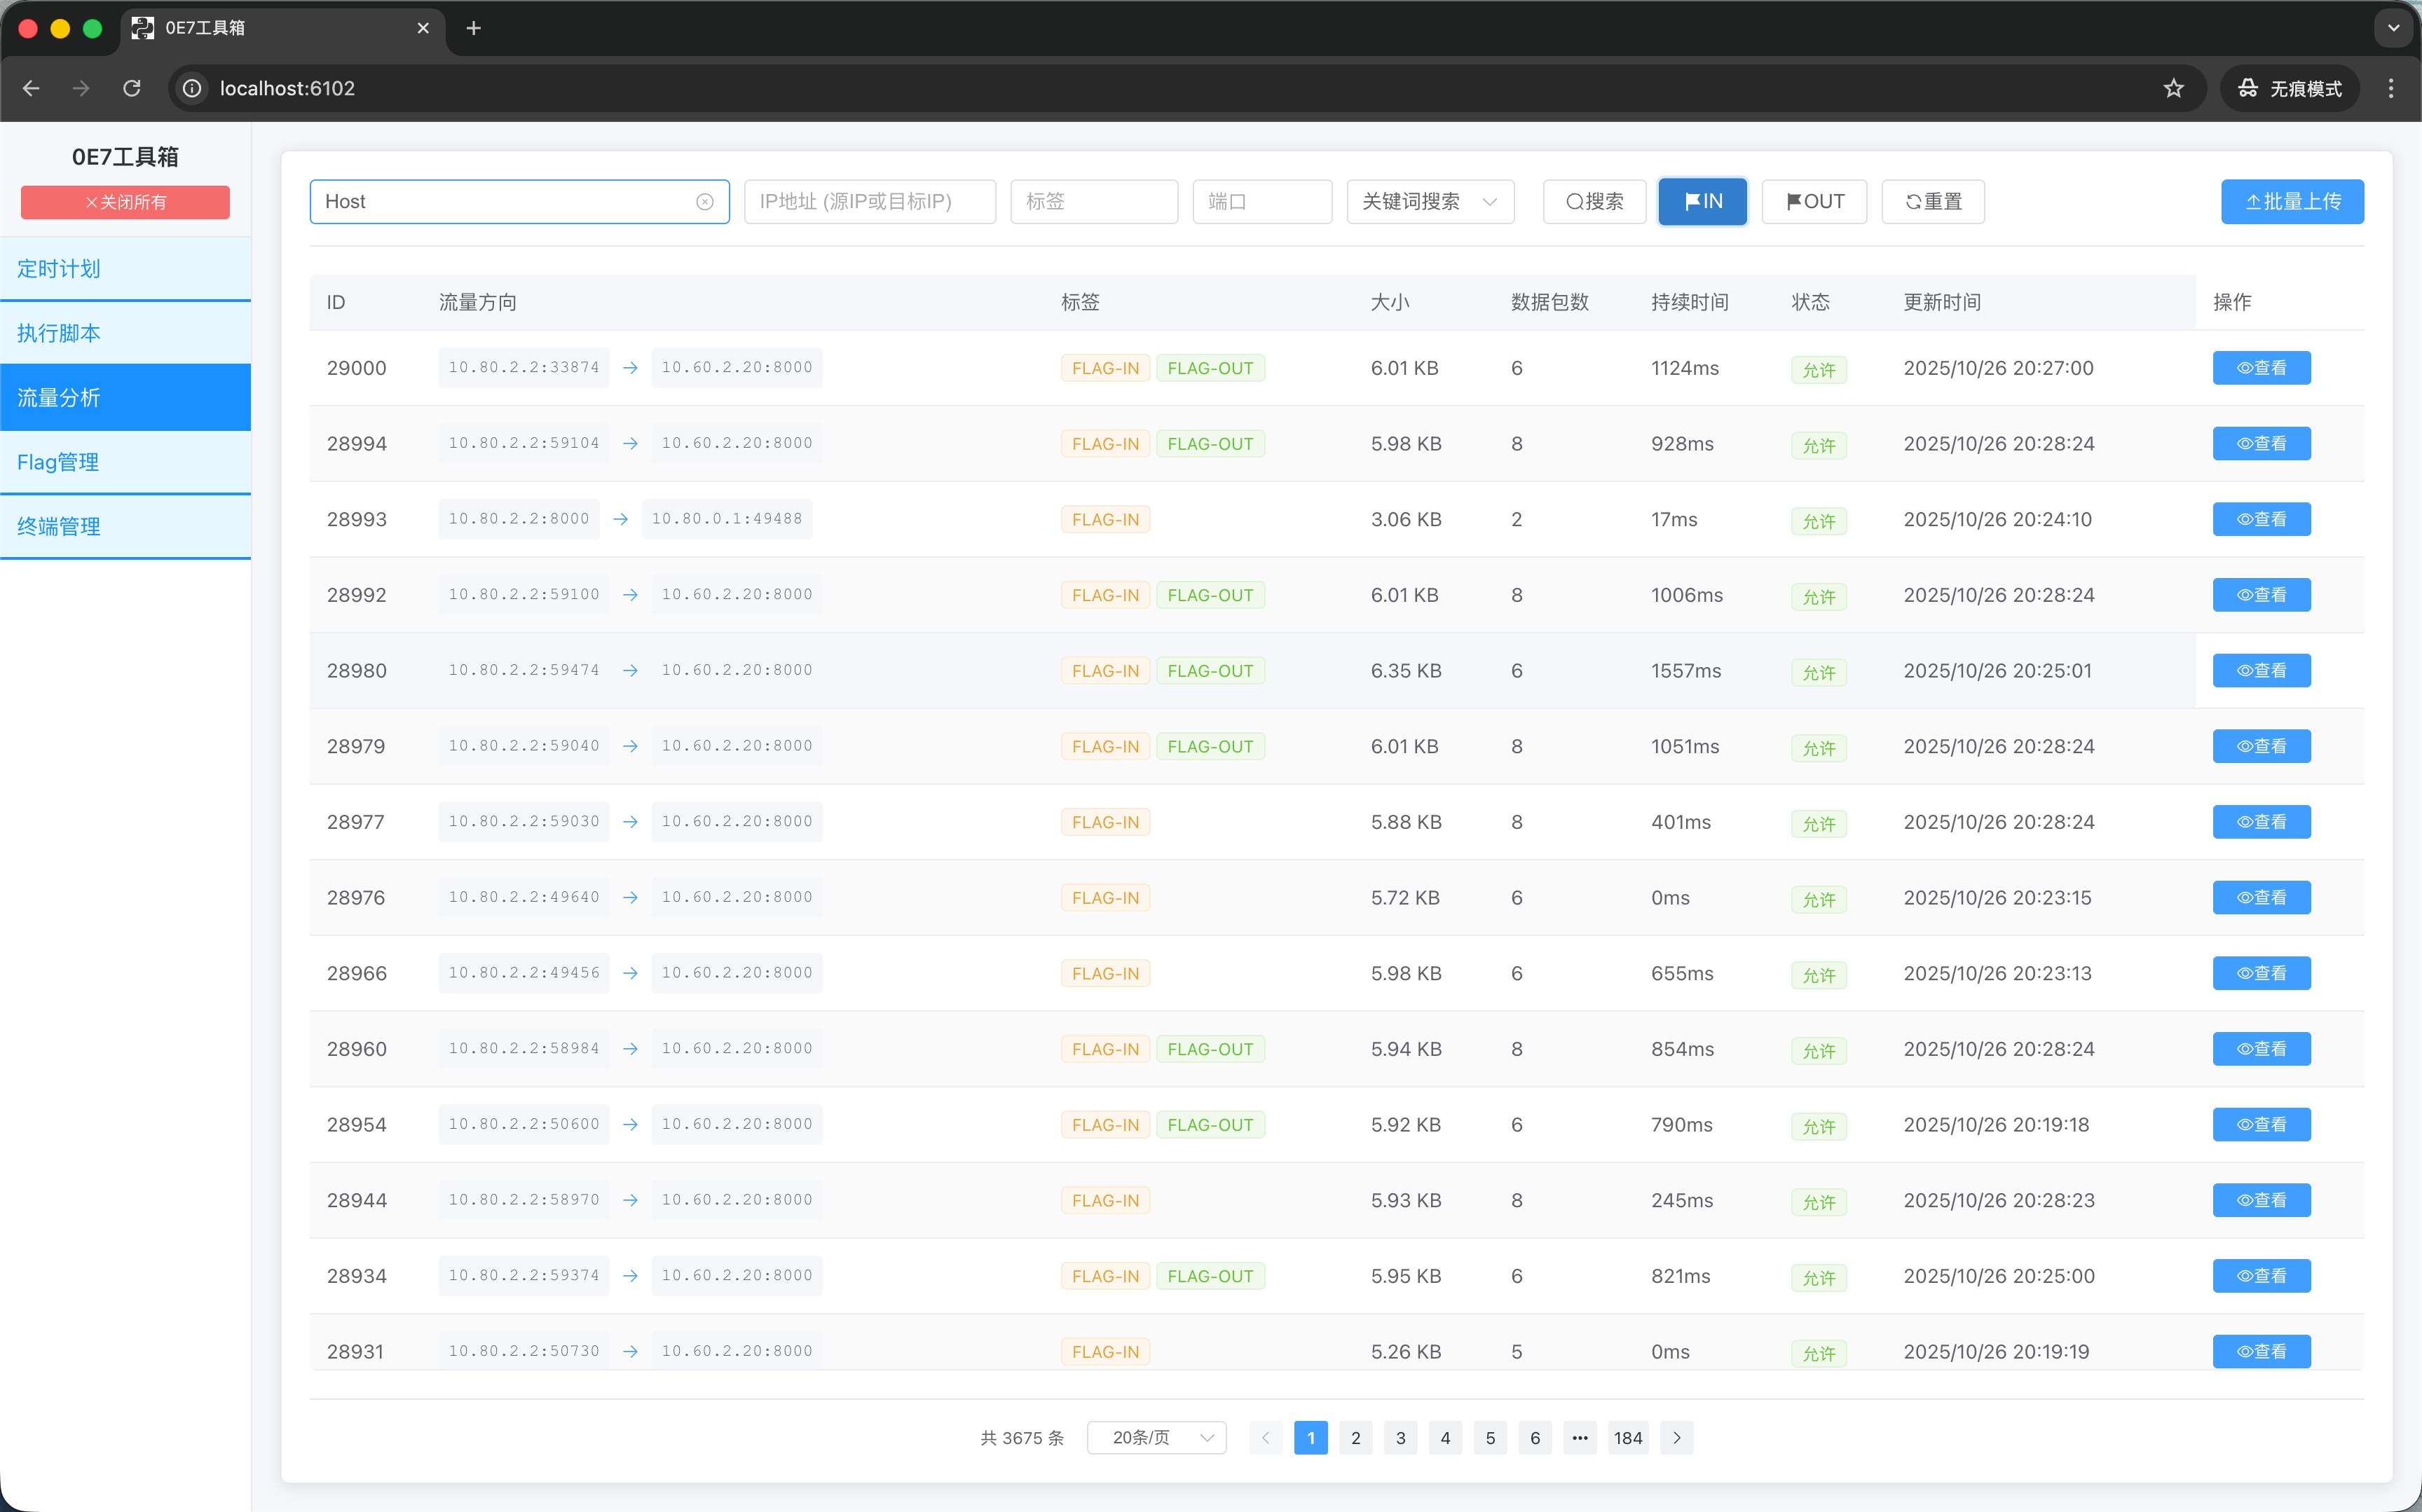 0E7工具箱
localhost:6102
无痕模式
0E7工具箱
×关闭所有
定时计划
执行脚本
流量分析
Flag管理
终端管理
Host IP地址 (源IP或目标IP) 标签 端口 关键词搜索 搜索 IN OUT 重置 批量上传
ID 流量方向 标签 大小 数据包数 持续时间 状态 更新时间 操作
29000 10.80.2.2:33874 → 10.60.2.20:8000 FLAG-IN FLAG-OUT 6.01 KB 6 1124ms 允许 2025/10/26 20:27:00 查看
28994 10.80.2.2:59104 → 10.60.2.20:8000 FLAG-IN FLAG-OUT 5.98 KB 8 928ms 允许 2025/10/26 20:28:24 查看
28993 10.80.2.2:8000 → 10.80.0.1:49488 FLAG-IN 3.06 KB 2 17ms 允许 2025/10/26 20:24:10 查看
28992 10.80.2.2:59100 → 10.60.2.20:8000 FLAG-IN FLAG-OUT 6.01 KB 8 1006ms 允许 2025/10/26 20:28:24 查看
28980 10.80.2.2:59474 → 10.60.2.20:8000 FLAG-IN FLAG-OUT 6.35 KB 6 1557ms 允许 2025/10/26 20:25:01 查看
28979 10.80.2.2:59040 → 10.60.2.20:8000 FLAG-IN FLAG-OUT 6.01 KB 8 1051ms 允许 2025/10/26 20:28:24 查看
28977 10.80.2.2:59030 → 10.60.2.20:8000 FLAG-IN 5.88 KB 8 401ms 允许 2025/10/26 20:28:24 查看
28976 10.80.2.2:49640 → 10.60.2.20:8000 FLAG-IN 5.72 KB 6 0ms 允许 2025/10/26 20:23:15 查看
28966 10.80.2.2:49456 → 10.60.2.20:8000 FLAG-IN 5.98 KB 6 655ms 允许 2025/10/26 20:23:13 查看
28960 10.80.2.2:58984 → 10.60.2.20:8000 FLAG-IN FLAG-OUT 5.94 KB 8 854ms 允许 2025/10/26 20:28:24 查看
28954 10.80.2.2:50600 → 10.60.2.20:8000 FLAG-IN FLAG-OUT 5.92 KB 6 790ms 允许 2025/10/26 20:19:18 查看
28944 10.80.2.2:58970 → 10.60.2.20:8000 FLAG-IN 5.93 KB 8 245ms 允许 2025/10/26 20:28:23 查看
28934 10.80.2.2:59374 → 10.60.2.20:8000 FLAG-IN FLAG-OUT 5.95 KB 6 821ms 允许 2025/10/26 20:25:00 查看
28931 10.80.2.2:50730 → 10.60.2.20:8000 FLAG-IN 5.26 KB 5 0ms 允许 2025/10/26 20:19:19 查看
共 3675 条 20条/页 1 2 3 4 5 6 ••• 184